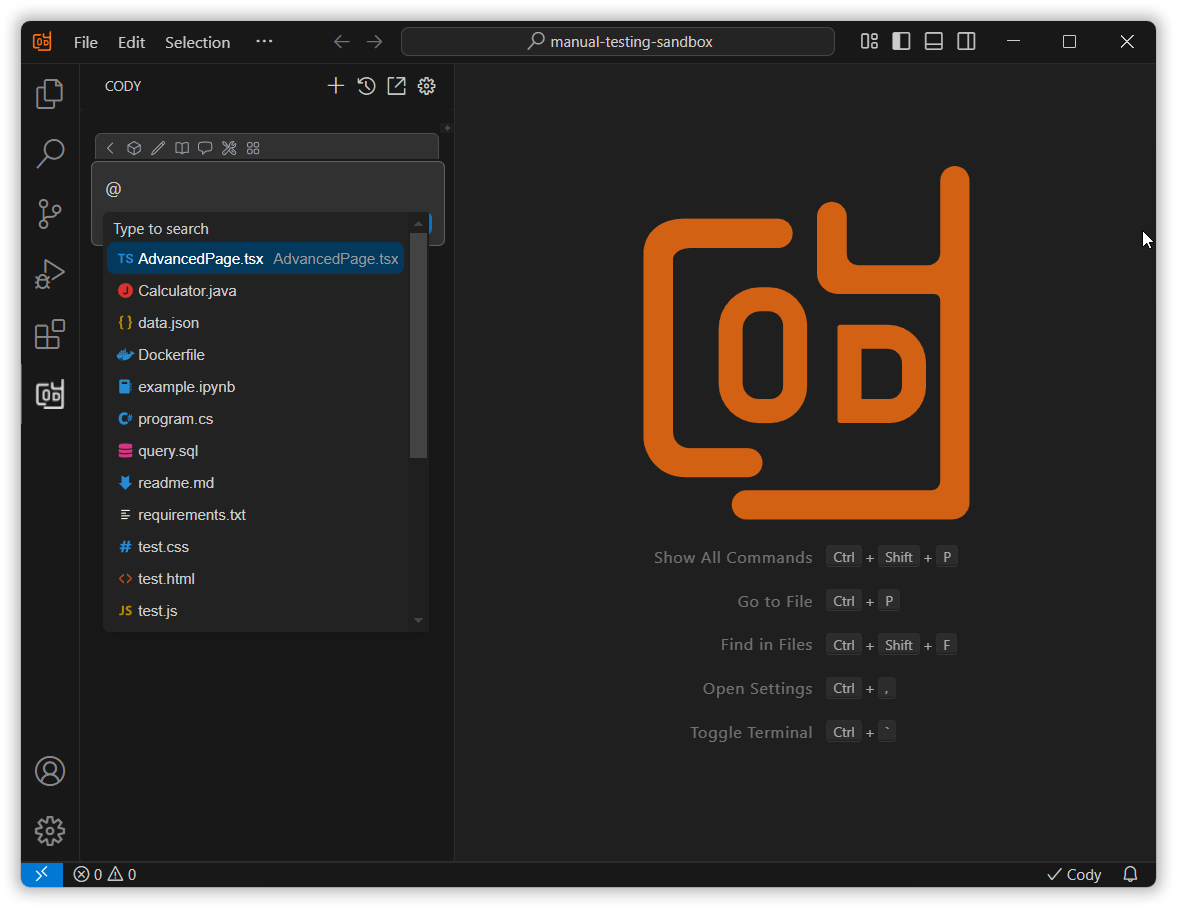 File Edit Selection ··· manual-testing-sandbox
CODY
@
Type to search
TS AdvancedPage.tsx AdvancedPage.tsx
J Calculator.java
{} data.json
Dockerfile
example.ipynb
C# program.cs
query.sql
readme.md
requirements.txt
# test.css
<> test.html
JS test.js
OD
Show All Commands Ctrl + Shift + P
Go to File Ctrl + P
Find in Files Ctrl + Shift + F
Open Settings Ctrl + ,
Toggle Terminal Ctrl + `
0 0 Cody